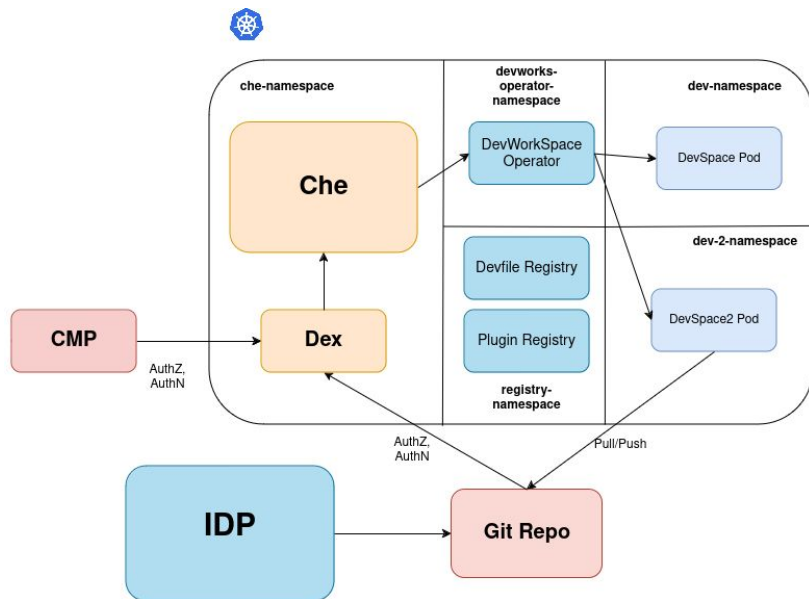 che-namespace
devworks-
operator-
namespace
dev-namespace
Che
DevWorkSpace
Operator
DevSpace Pod
dev-2-namespace
Devfile Registry
DevSpace2 Pod
CMP
Dex
Plugin Registry
AuthZ,
AuthN
registry-
namespace
AuthZ,
AuthN
Pull/Push
IDP
Git Repo